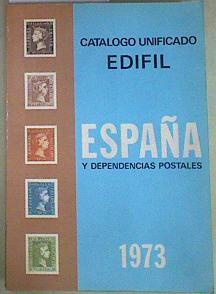 CATALOGO UNIFICADO
EDIFIL
ESPAÑA
Y DEPENDENCIAS POSTALES
1973